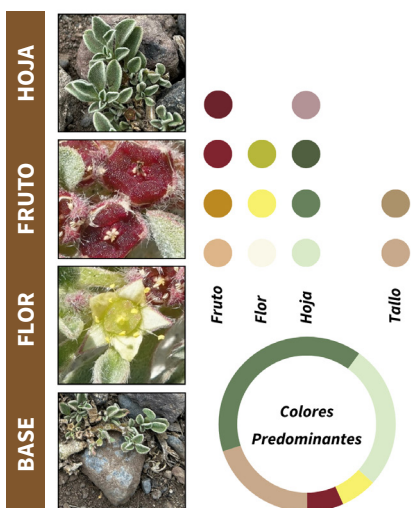 HOJA
FRUTO
FLOR
BASE
Fruto
Flor
Hoja
Tallo
Colores
Predominantes